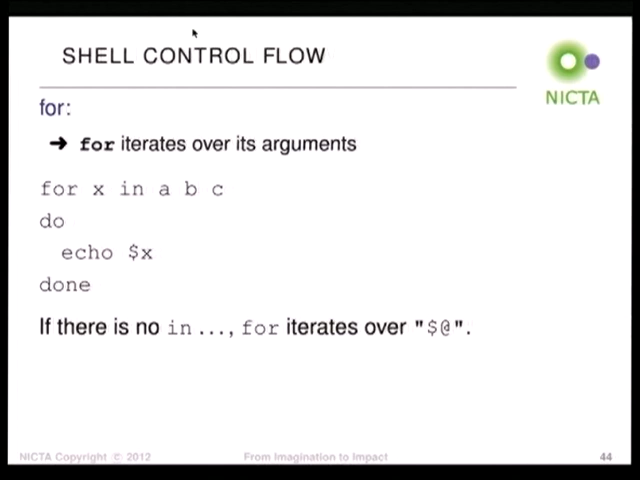 SHELL CONTROL FLOW
NICTA
for:
➜ for iterates over its arguments
for x in a b c
do
echo $x
done
If there is no in ..., for iterates over "$@".
NICTA Copyright © 2012
From Imagination to Impact
44